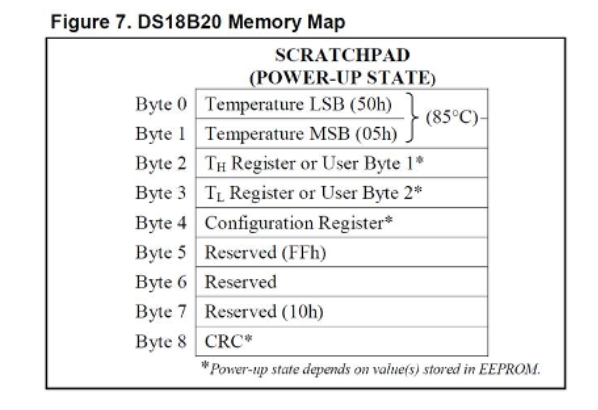 Figure 7. DS18B20 Memory Map
SCRATCHPAD
(POWER-UP STATE)
Byte 0 Temperature LSB (50h)
(85°C)
Byte 1 Temperature MSB (05h)
Byte 2 TH Register or User Byte 1*
Byte 3 TL Register or User Byte 2*
Byte 4 Configuration Register*
Byte 5 Reserved (FFh)
Byte 6 Reserved
Byte 7 Reserved (10h)
Byte 8 CRC*
*Power-up state depends on value(s) stored in EEPROM.